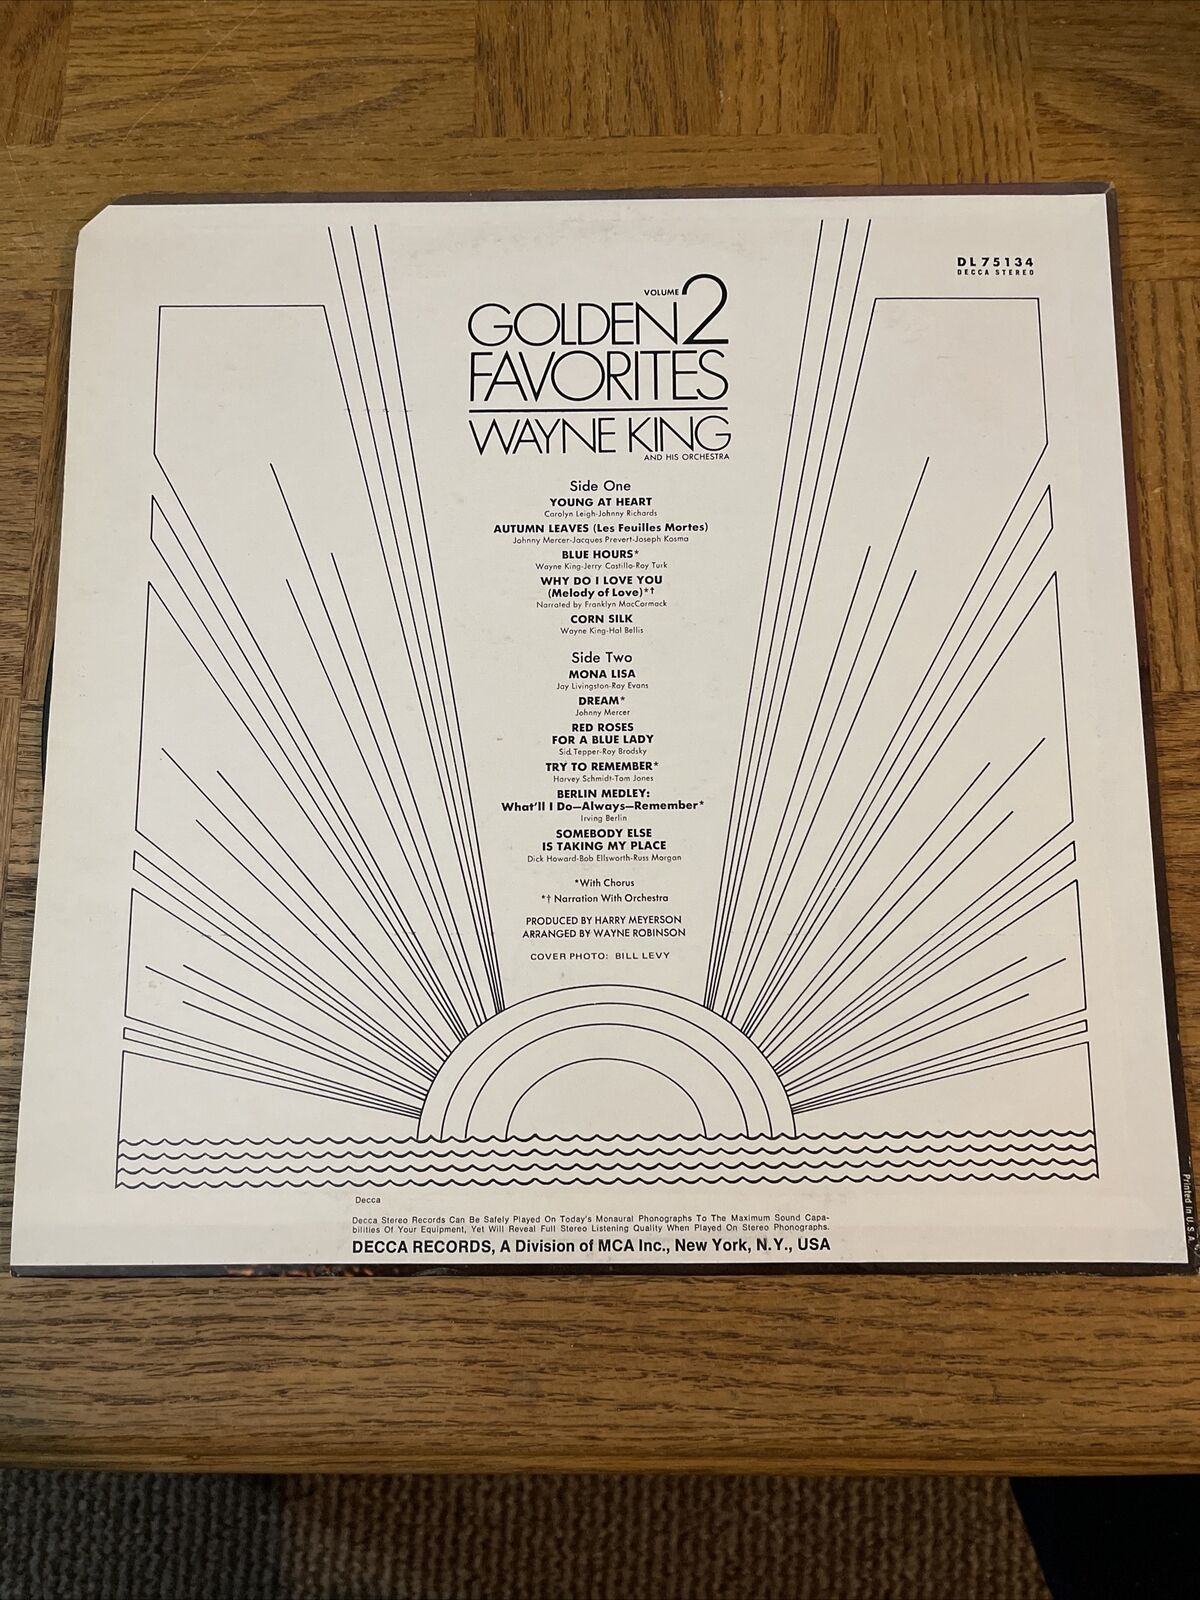 DL 75134
DECCA STEREO
VOLUME 2
GOLDEN
FAVORITES
WAYNE KING
AND HIS ORCHESTRA
Side One
YOUNG AT HEART
Carolyn Leigh-Johnny Richards
AUTUMN LEAVES (Les Feuilles Mortes)
Johnny Mercer-Jacques Prevert-Joseph Kosma
BLUE HOURS*
Wayne King-Jerry Castillo-Roy Turk
WHY DO I LOVE YOU
(Melody of Love)*†
Narrated by Franklyn MacCormack
CORN SILK
Wayne King-Hal Bellis
Side Two
MONA LISA
Jay Livingston-Ray Evans
DREAM*
Johnny Mercer
RED ROSES
FOR A BLUE LADY
Sid Tepper-Roy Brodsky
TRY TO REMEMBER*
Harvey Schmidt-Tom Jones
BERLIN MEDLEY:
What'll I Do—Always—Remember*
Irving Berlin
SOMEBODY ELSE
IS TAKING MY PLACE
Dick Howard-Bob Ellsworth-Russ Morgan
*With Chorus
*† Narration With Orchestra
PRODUCED BY HARRY MEYERSON
ARRANGED BY WAYNE ROBINSON
COVER PHOTO: BILL LEVY
Decca
Decca Stereo Records Can Be Safely Played On Today's Monaural Phonographs To The Maximum Sound Capa-
bilities Of Your Equipment, Yet Will Reveal Full Stereo Listening Quality When Played On Stereo Phonographs.
DECCA RECORDS, A Division of MCA Inc., New York, N.Y., USA
Printed in U.S.A.